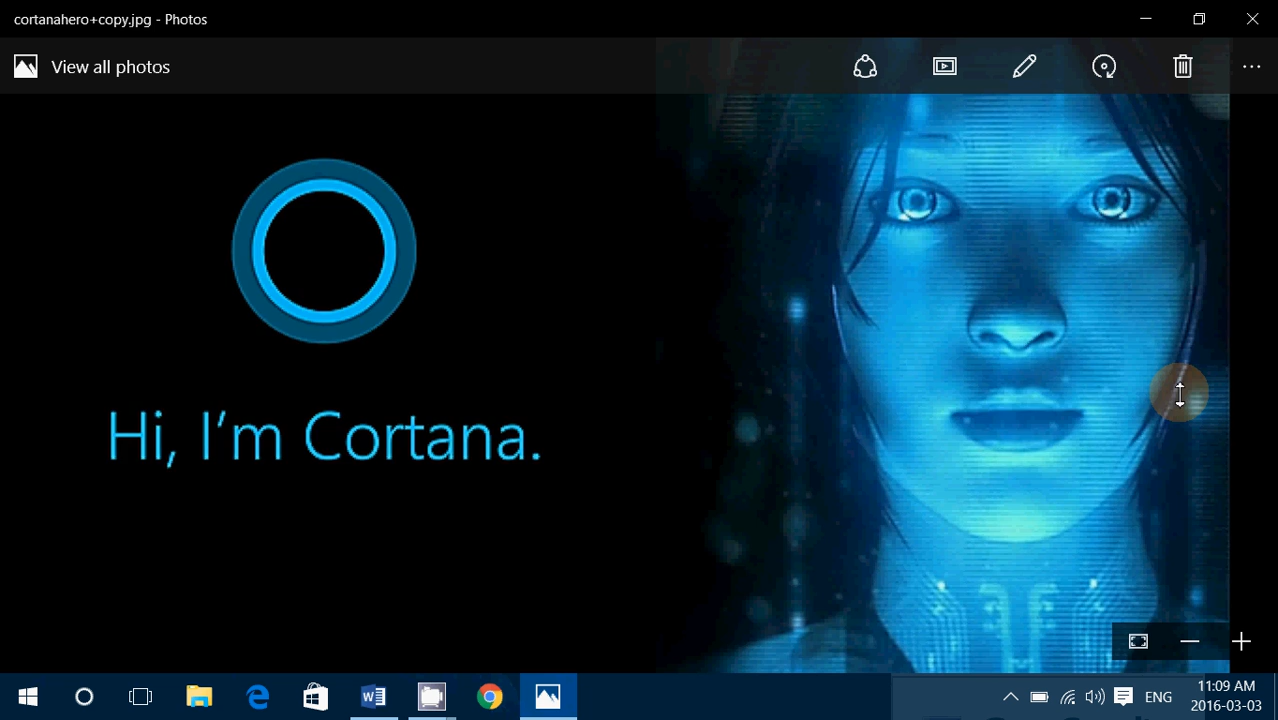 cortanahero+copy.jpg - Photos
View all photos
Hi, I'm Cortana.
ENG
11:09 AM
2016-03-03